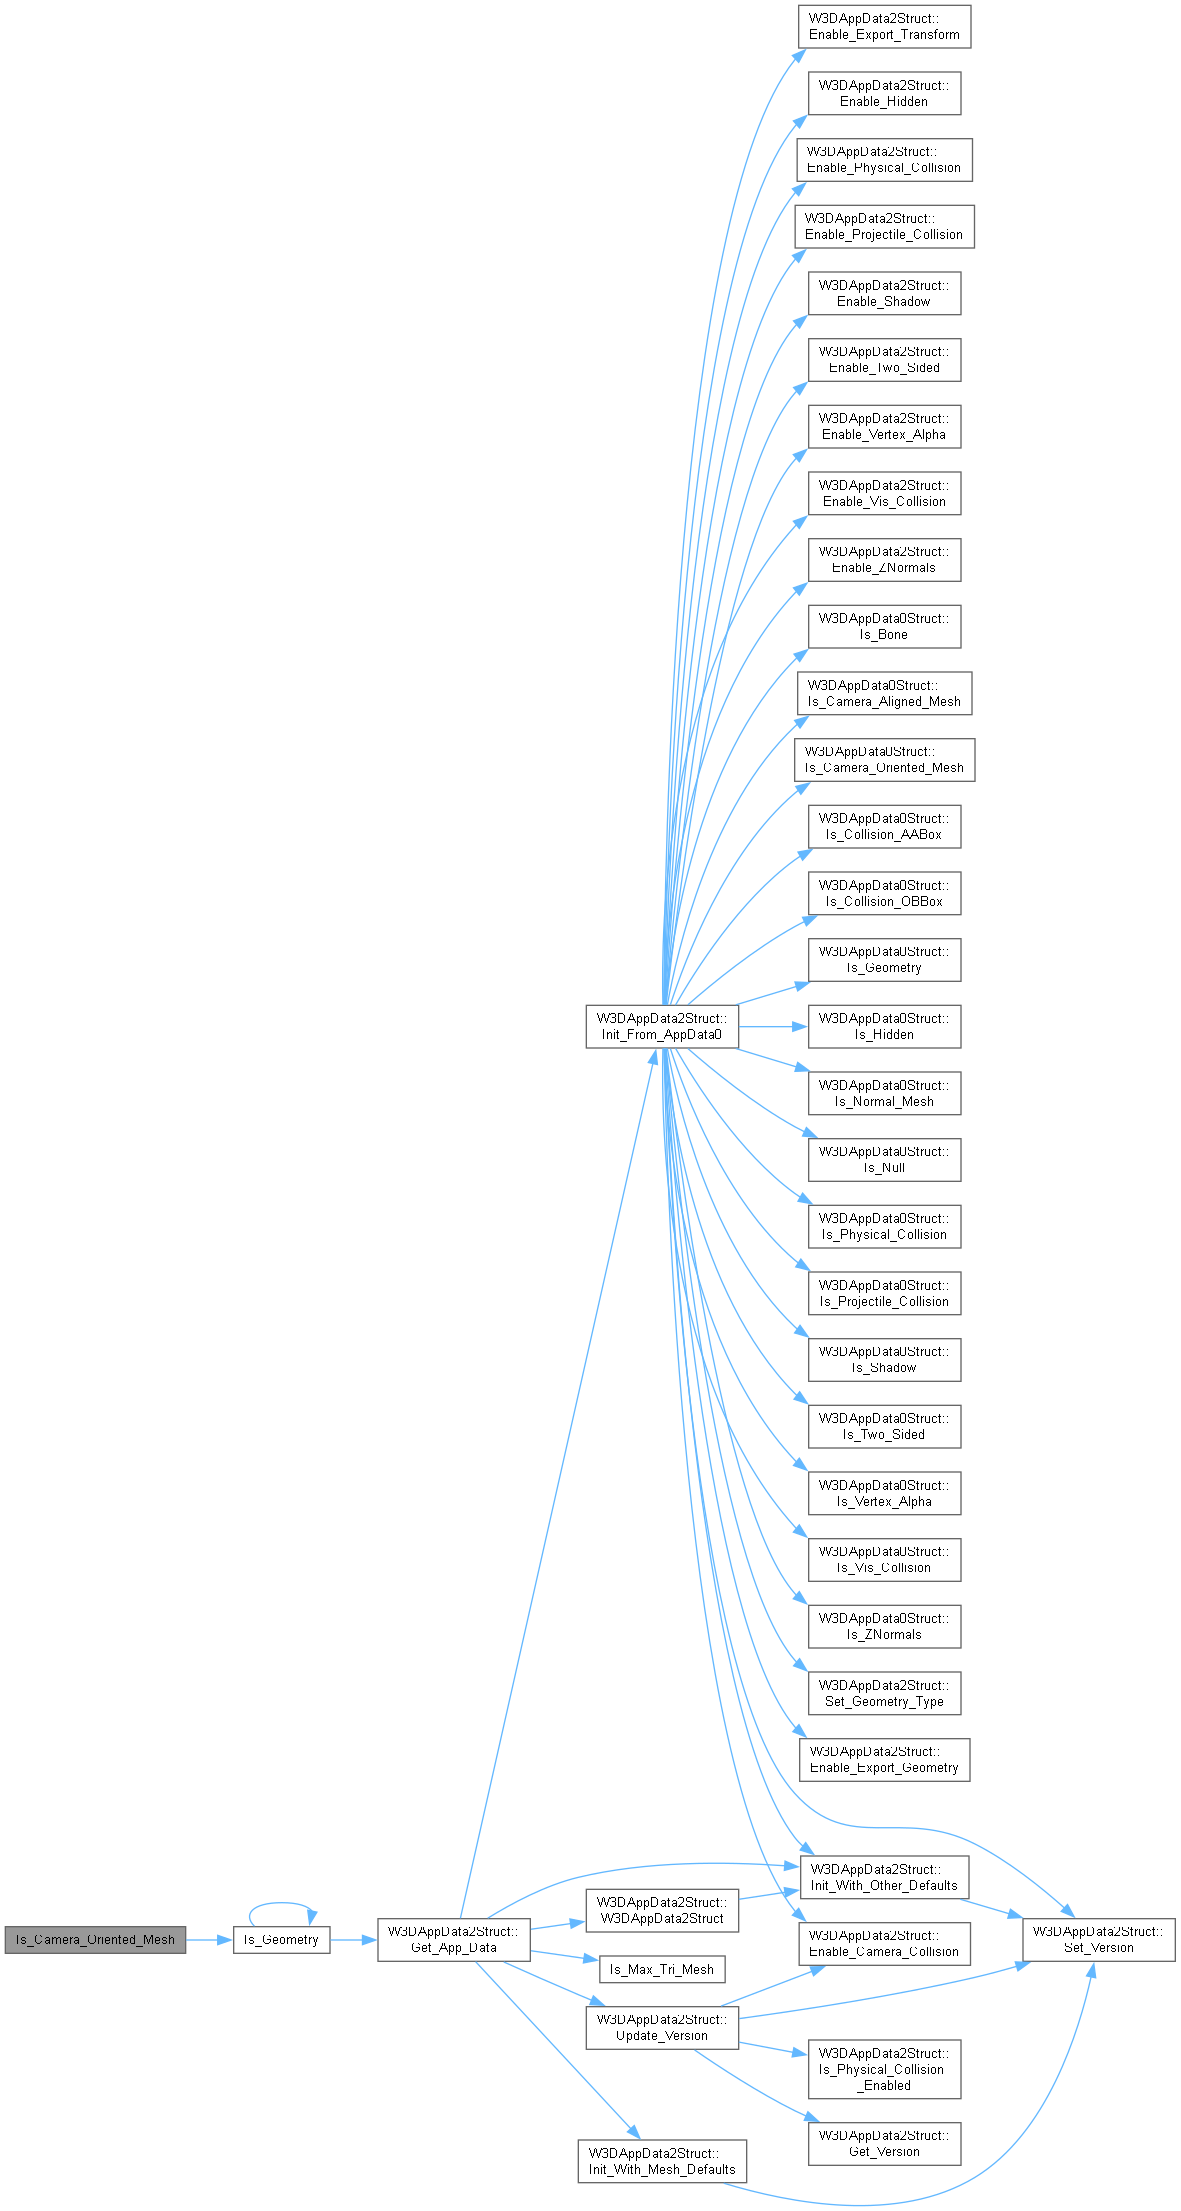 W3DAppData2Struct::
Enable_Export_Transform
W3DAppData2Struct::
Enable_Hidden
W3DAppData2Struct::
Enable_Physical_Collision
W3DAppData2Struct::
Enable_Projectile_Collision
W3DAppData2Struct::
Enable_Shadow
W3DAppData2Struct::
Enable_Two_Sided
W3DAppData2Struct::
Enable_Vertex_Alpha
W3DAppData2Struct::
Enable_Vis_Collision
W3DAppData2Struct::
Enable_ZNormals
W3DAppData0Struct::
Is_Bone
W3DAppData0Struct::
Is_Camera_Aligned_Mesh
W3DAppData0Struct::
Is_Camera_Oriented_Mesh
W3DAppData0Struct::
Is_Collision_AABox
W3DAppData0Struct::
Is_Collision_OBBox
W3DAppData0Struct::
Is_Geometry
W3DAppData2Struct::
Init_From_AppData0
W3DAppData0Struct::
Is_Hidden
W3DAppData0Struct::
Is_Normal_Mesh
W3DAppData0Struct::
Is_Null
W3DAppData0Struct::
Is_Physical_Collision
W3DAppData0Struct::
Is_Projectile_Collision
W3DAppData0Struct::
Is_Shadow
W3DAppData0Struct::
Is_Two_Sided
W3DAppData0Struct::
Is_Vertex_Alpha
W3DAppData0Struct::
Is_Vis_Collision
W3DAppData0Struct::
Is_ZNormals
W3DAppData2Struct::
Set_Geometry_Type
W3DAppData2Struct::
Enable_Export_Geometry
W3DAppData2Struct::
Init_With_Other_Defaults
W3DAppData2Struct::
W3DAppData2Struct
Is_Camera_Oriented_Mesh
Is_Geometry
W3DAppData2Struct::
Get_App_Data
W3DAppData2Struct::
Enable_Camera_Collision
W3DAppData2Struct::
Set_Version
Is_Max_Tri_Mesh
W3DAppData2Struct::
Update_Version
W3DAppData2Struct::
Is_Physical_Collision
_Enabled
W3DAppData2Struct::
Get_Version
W3DAppData2Struct::
Init_With_Mesh_Defaults